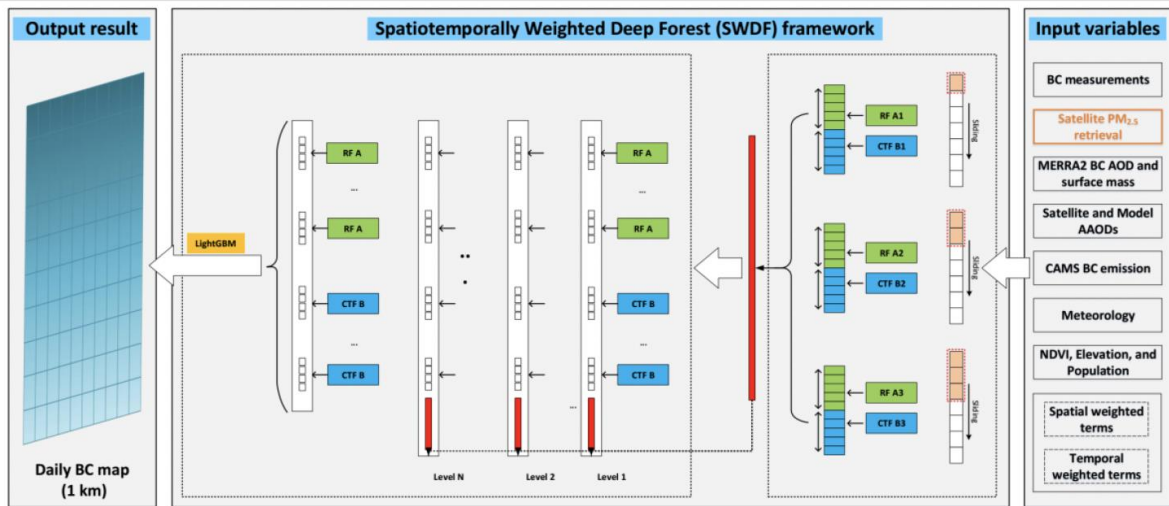 Output result
Daily BC map
(1 km)
Spatiotemporally Weighted Deep Forest (SWDF) framework
LightGBM
RF A
...
RF A
CTF B
...
CTF B
..
..
RF A
...
RF A
CTF B
...
CTF B
...
Level N
Level 2
Level 1
RF A1
CTF B1
Sliding
RF A2
CTF B2
Sliding
RF A3
CTF B3
Sliding
Input variables
BC measurements
Satellite PM₂.₅
retrieval
MERRA2 BC AOD and
surface mass
Satellite and Model
AAODs
CAMS BC emission
Meteorology
NDVI, Elevation, and
Population
Spatial weighted
terms
Temporal
weighted terms